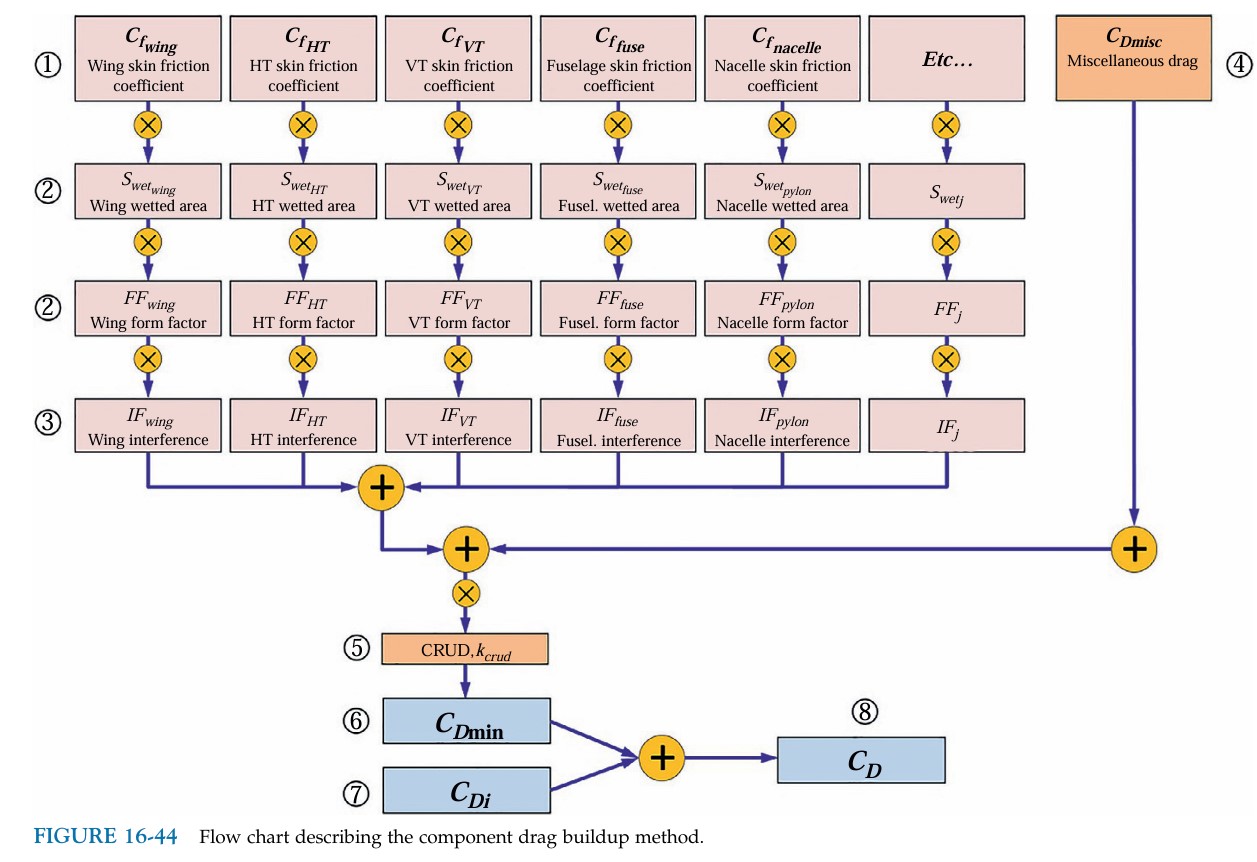 ①
C_{f_{wing}}
Wing skin friction
coefficient
C_{f_{HT}}
HT skin friction
coefficient
C_{f_{VT}}
VT skin friction
coefficient
C_{f_{fuse}}
Fuselage skin friction
coefficient
C_{f_{nacelle}}
Nacelle skin friction
coefficient
Etc...
C_{Dmisc}
Miscellaneous drag
④
②
S_{wet_{wing}}
Wing wetted area
S_{wet_{HT}}
HT wetted area
S_{wet_{VT}}
VT wetted area
S_{wet_{fuse}}
Fusel. wetted area
S_{wet_{pylon}}
Nacelle wetted area
S_{wet_j}
②
FF_{wing}
Wing form factor
FF_{HT}
HT form factor
FF_{VT}
VT form factor
FF_{fuse}
Fusel. form factor
FF_{pylon}
Nacelle form factor
FF_j
③
IF_{wing}
Wing interference
IF_{HT}
HT interference
IF_{VT}
VT interference
IF_{fuse}
Fusel. interference
IF_{pylon}
Nacelle interference
IF_j
⑤
CRUD, k_{crud}
⑥
C_{Dmin}
⑦
C_{Di}
⑧
C_D
FIGURE 16-44 Flow chart describing the component drag buildup method.